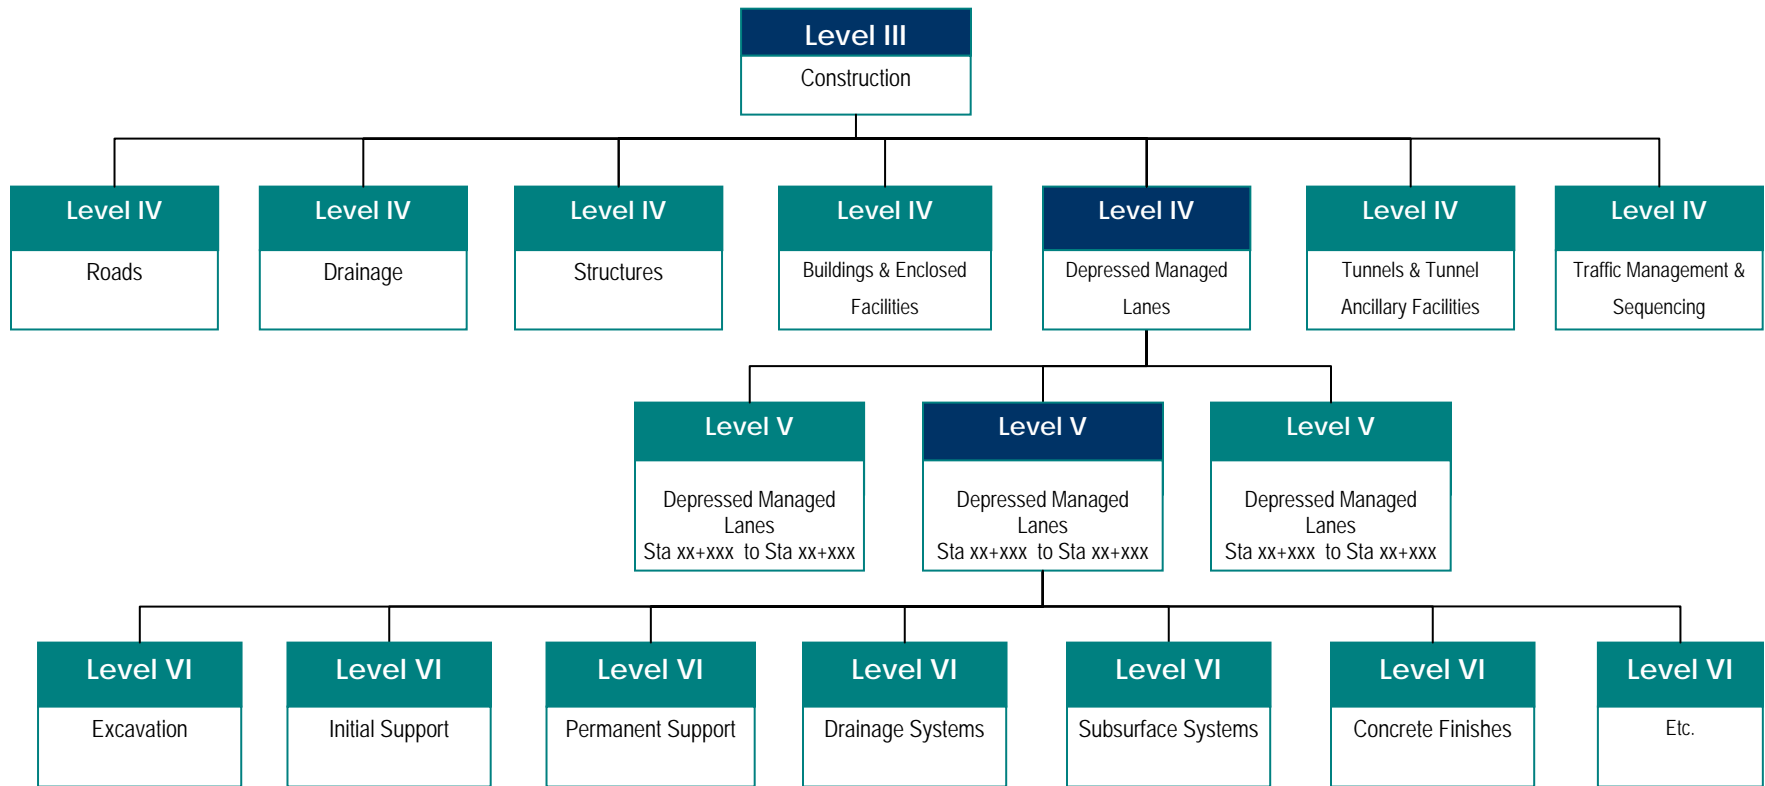 Level III
Construction
Level IV
Roads
Level IV
Drainage
Level IV
Structures
Level IV
Buildings & Enclosed
Facilities
Level IV
Depressed Managed
Lanes
Level IV
Tunnels & Tunnel
Ancillary Facilities
Level IV
Traffic Management &
Sequencing
Level V
Depressed Managed
Lanes
Sta xx+xxx to Sta xx+xxx
Level V
Depressed Managed
Lanes
Sta xx+xxx to Sta xx+xxx
Level V
Depressed Managed
Lanes
Sta xx+xxx to Sta xx+xxx
Level VI
Excavation
Level VI
Initial Support
Level VI
Permanent Support
Level VI
Drainage Systems
Level VI
Subsurface Systems
Level VI
Concrete Finishes
Level VI
Etc.